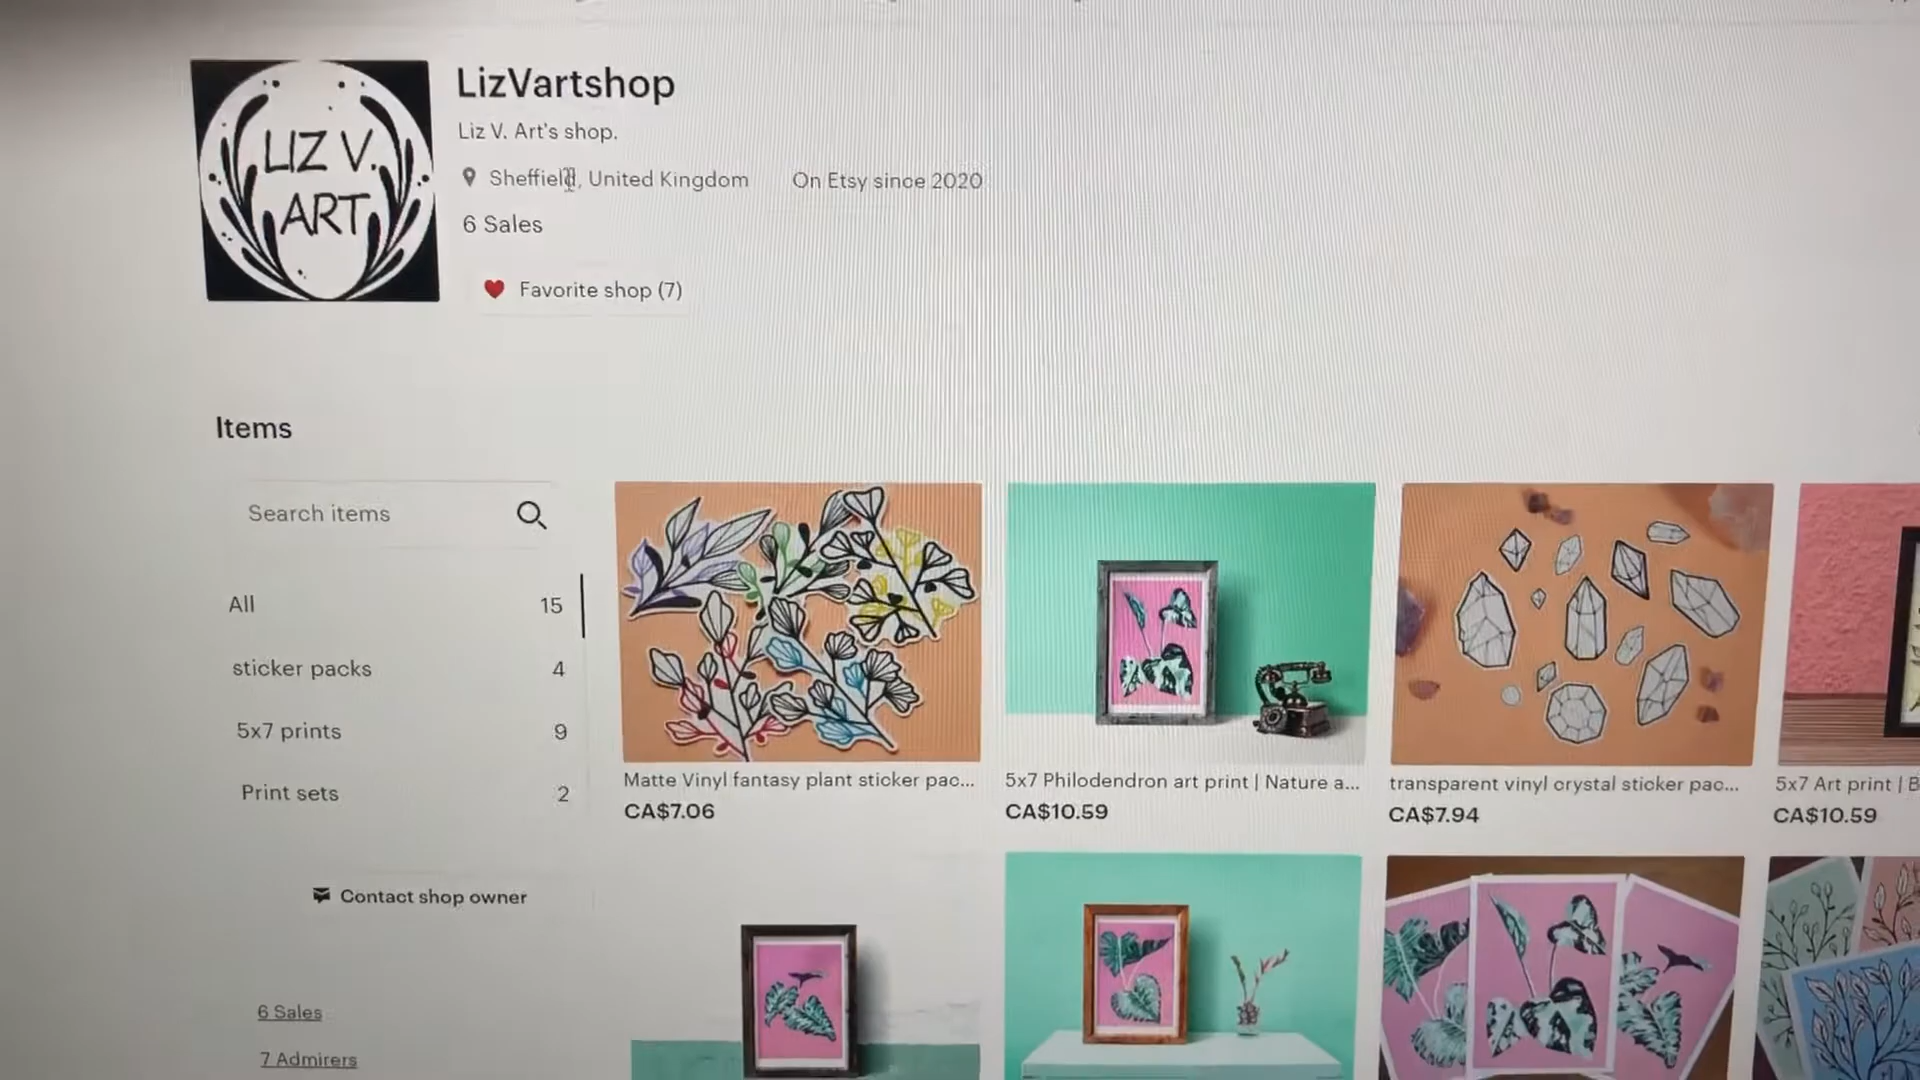 LIZ V.
ART
LizVartshop
Liz V. Art's shop.
Sheffield, United Kingdom On Etsy since 2020
6 Sales
Favorite shop (7)
Items
Search items
All 15
sticker packs 4
5x7 prints 9
Print sets 2
Contact shop owner
6 Sales
7 Admirers
Matte Vinyl fantasy plant sticker pac...
CA$7.06
5x7 Philodendron art print | Nature a...
CA$10.59
transparent vinyl crystal sticker pac...
CA$7.94
5x7 Art print | B
CA$10.59